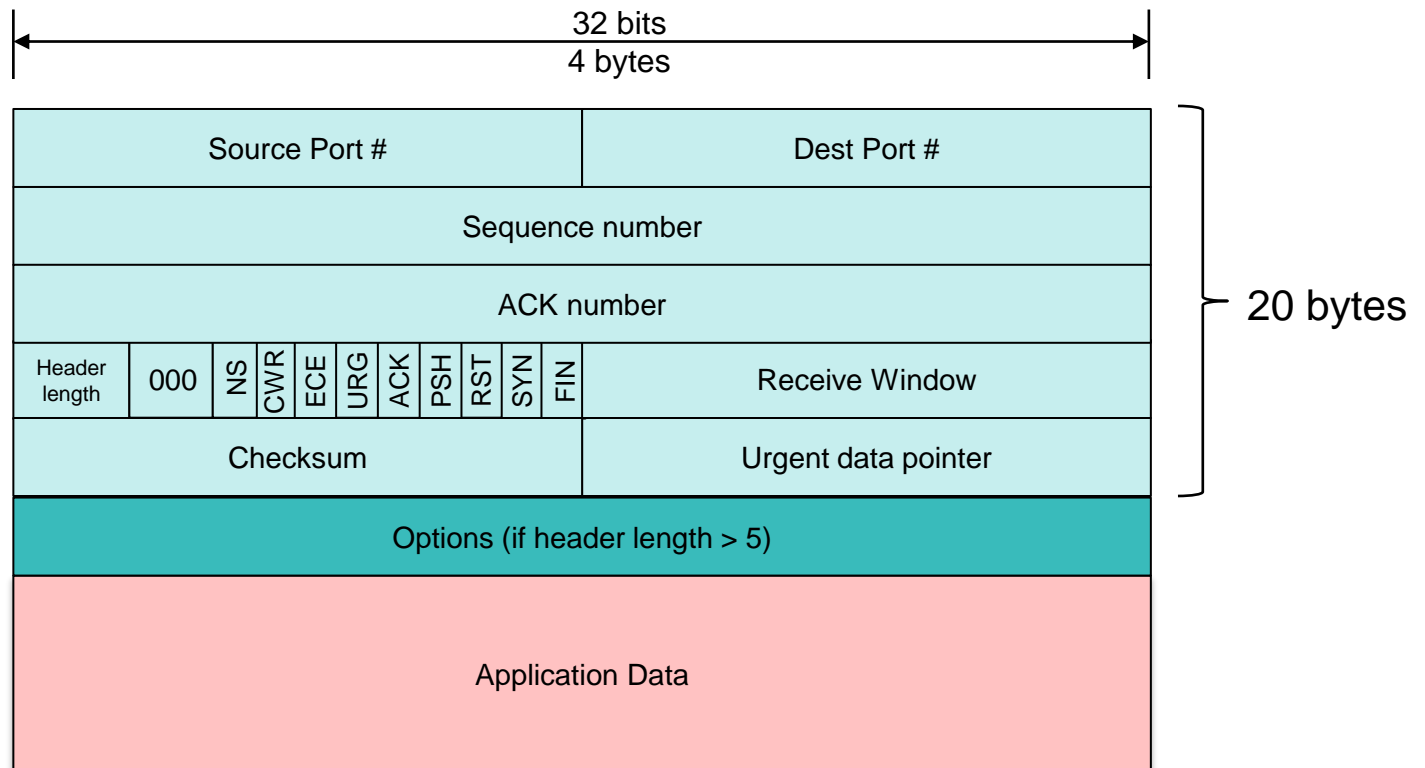 32 bits
4 bytes
Source Port #
Dest Port #
Sequence number
ACK number
20 bytes
Header
length
000
NS
CWR
ECE
URG
ACK
PSH
RST
SYN
FIN
Receive Window
Checksum
Urgent data pointer
Options (if header length > 5)
Application Data